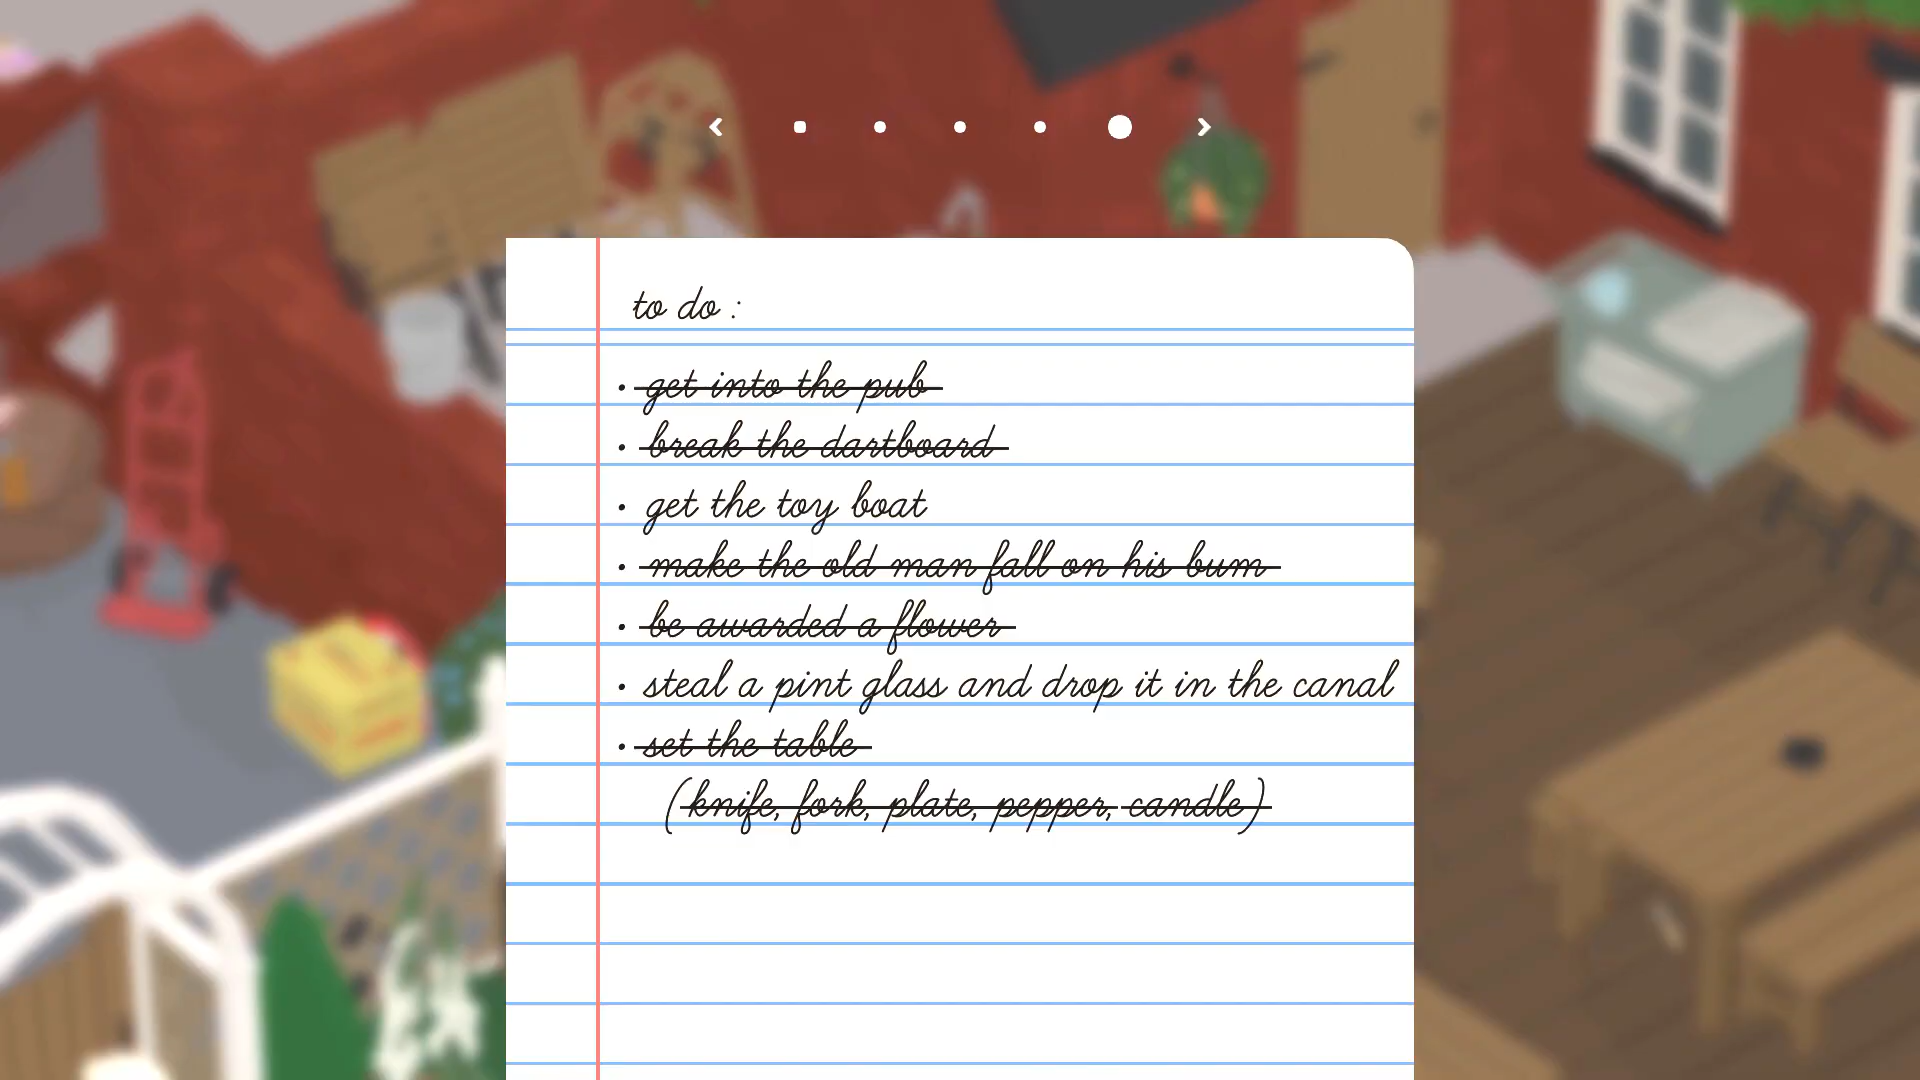 to do :
• get into the pub
• break the dartboard
• get the toy boat
• make the old man fall on his bum
• be awarded a flower
• steal a pint glass and drop it in the canal
• set the table
(knife, fork, plate, pepper, candle)